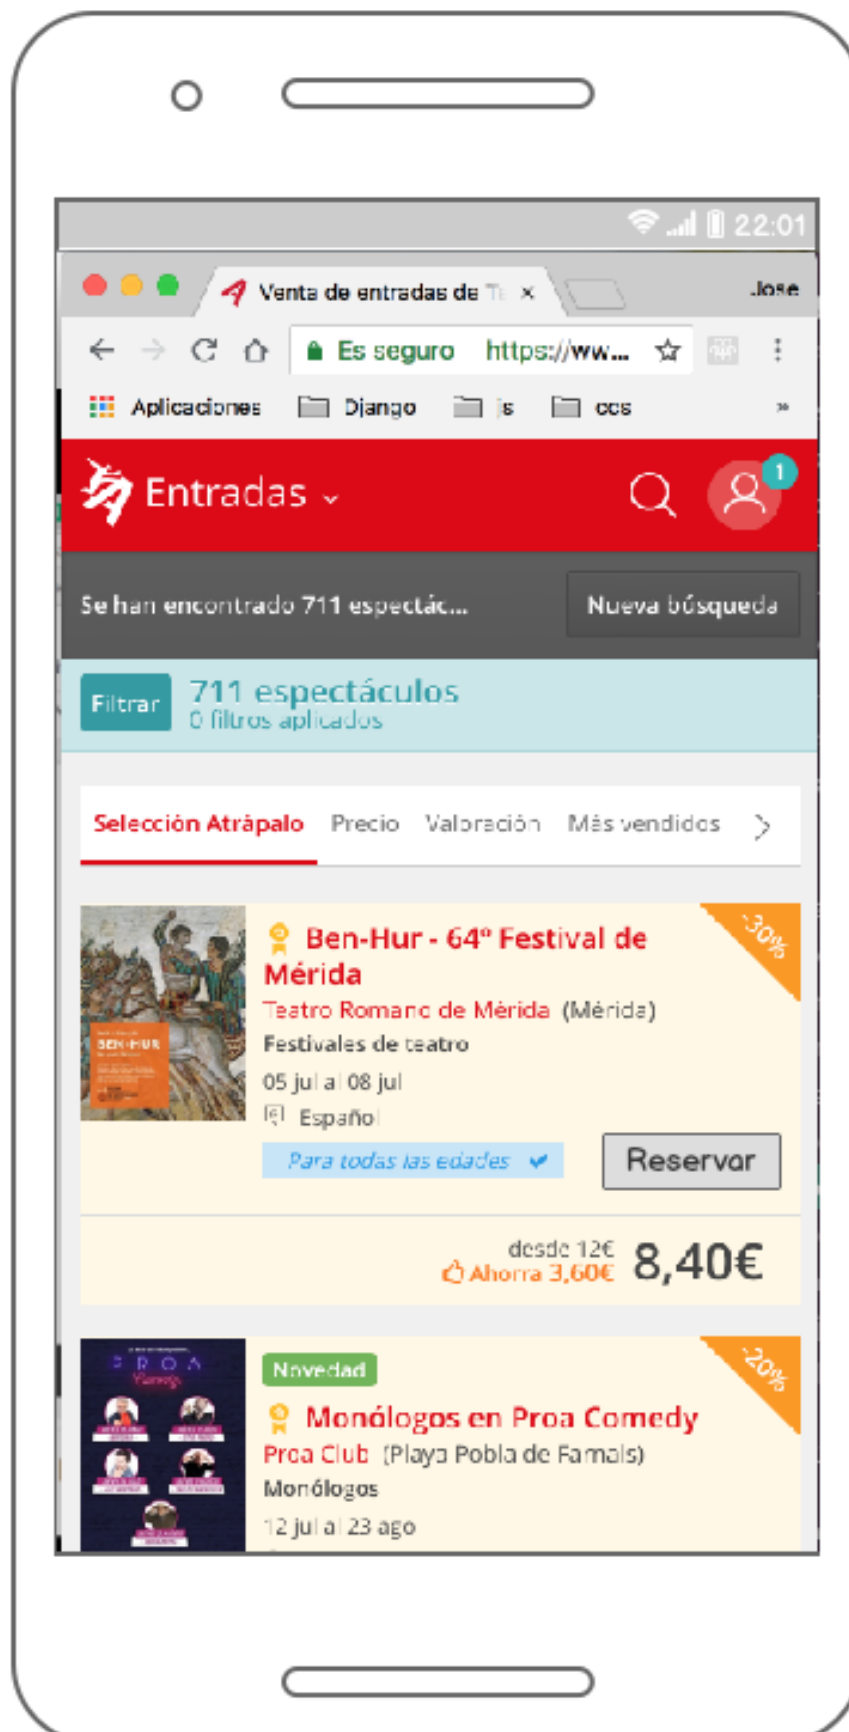 22:01
Venta de entradas de Te
Jose
Es seguro https://ww...
Aplicaciones Django js ccs »
Entradas
1
Se han encontrado 711 espectác...
Nueva búsqueda
Filtrar
711 espectáculos
0 filtros aplicados
Selección Atrápalo Precio Valoración Más vendidos
-30%
Ben-Hur - 64º Festival de
Mérida
Teatro Romano de Mérida (Mérida)
Festivales de teatro
05 jul al 08 jul
Español
Para todas las edades
Reservar
BEN-HUR
desde 12€
Ahorra 3,60€
8,40€
-20%
PROA
Novedad
Monólogos en Proa Comedy
Proa Club (Playa Pobla de Farnals)
Monólogos
12 jul al 23 ago